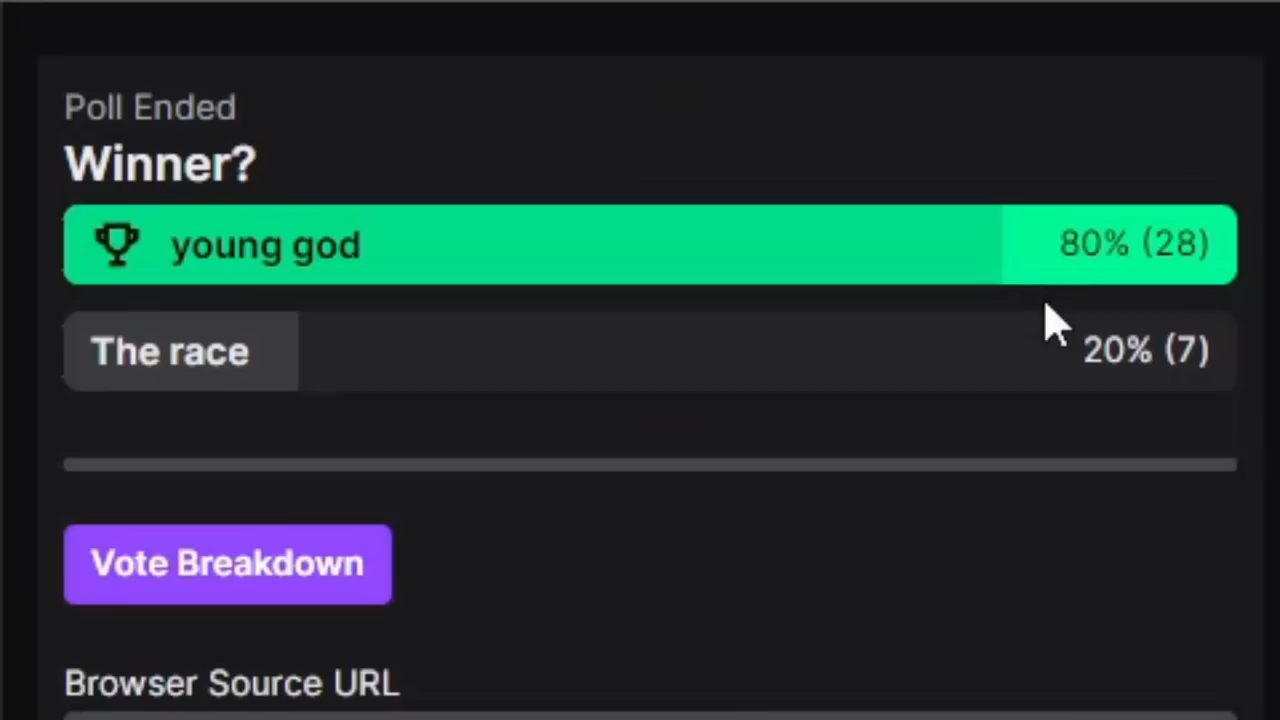 Poll Ended
Winner?
young god 80% (28)
The race 20% (7)
Vote Breakdown
Browser Source URL